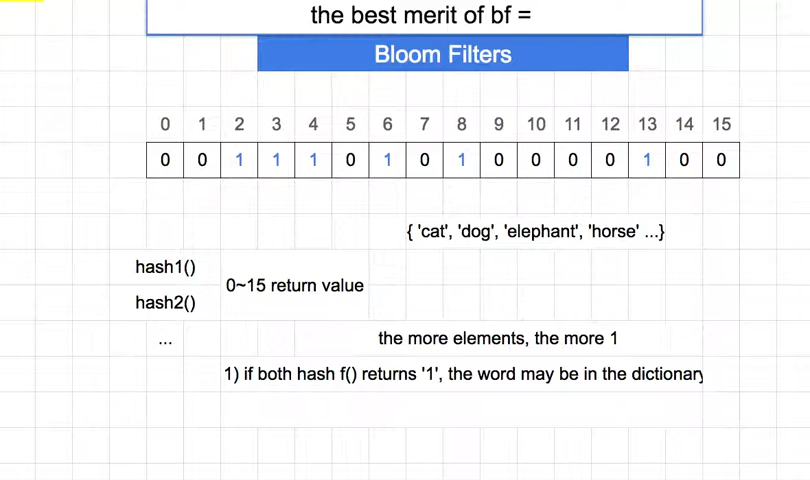 the best merit of bf =
Bloom Filters
0 1 2 3 4 5 6 7 8 9 10 11 12 13 14 15
0 0 1 1 1 0 1 0 1 0 0 0 0 1 0 0
{ 'cat', 'dog', 'elephant', 'horse' ...}
hash1()
0~15 return value
hash2()
...
the more elements, the more 1
1) if both hash f() returns '1', the word may be in the dictionary